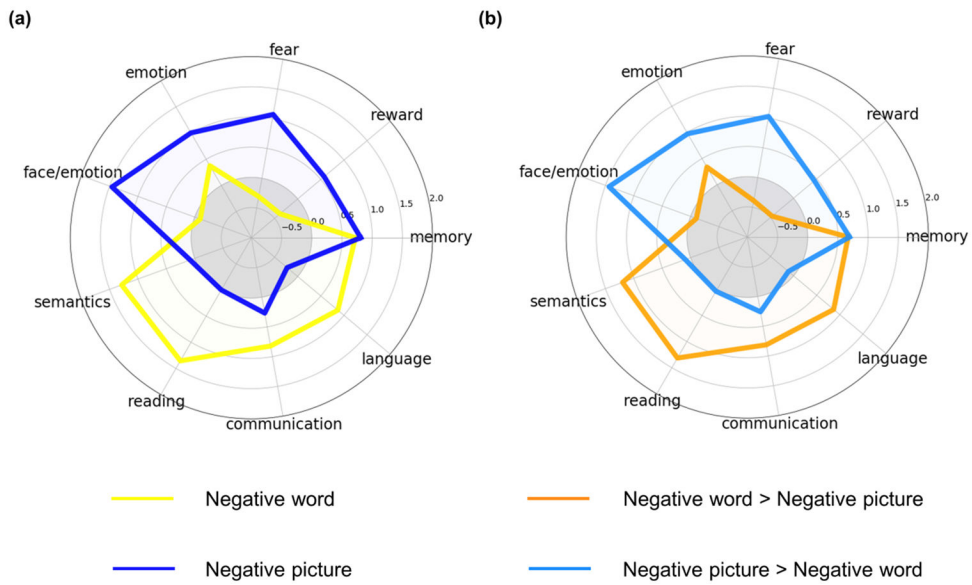 (a)
fear
emotion
reward
face/emotion
2.0
1.5
1.0
0.5
0.0
−0.5
memory
semantics
language
reading
communication
(b)
fear
emotion
reward
face/emotion
2.0
1.5
1.0
0.5
0.0
−0.5
memory
semantics
language
reading
communication
Negative word
Negative picture
Negative word > Negative picture
Negative picture > Negative word